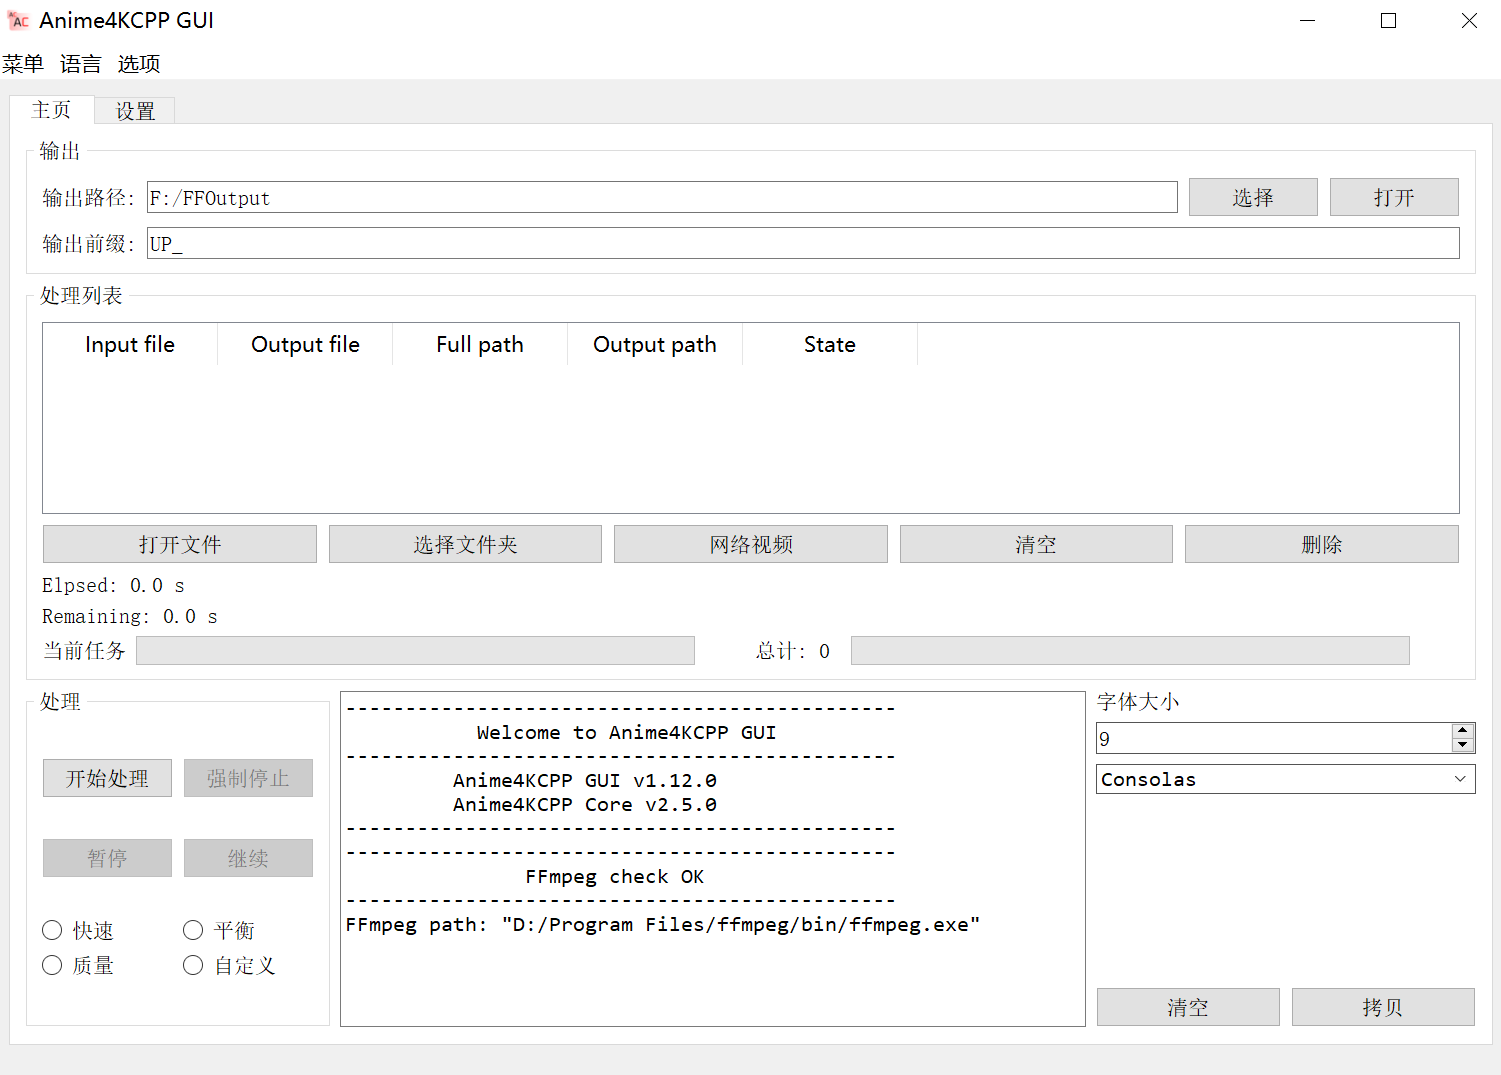 Anime4KCPP GUI
菜单 语言 选项
主页 设置
输出
输出路径: F:/FFOutput 选择 打开
输出前缀: UP_
处理列表
Input file Output file Full path Output path State
打开文件 选择文件夹 网络视频 清空 删除
Elpsed: 0.0 s
Remaining: 0.0 s
当前任务 总计: 0
处理
开始处理 强制停止
暂停 继续
快速 平衡
质量 自定义
----------------------------------------------
Welcome to Anime4KCPP GUI
----------------------------------------------
Anime4KCPP GUI v1.12.0
Anime4KCPP Core v2.5.0
----------------------------------------------
----------------------------------------------
FFmpeg check OK
----------------------------------------------
FFmpeg path: "D:/Program Files/ffmpeg/bin/ffmpeg.exe"
字体大小
9
Consolas
清空 拷贝